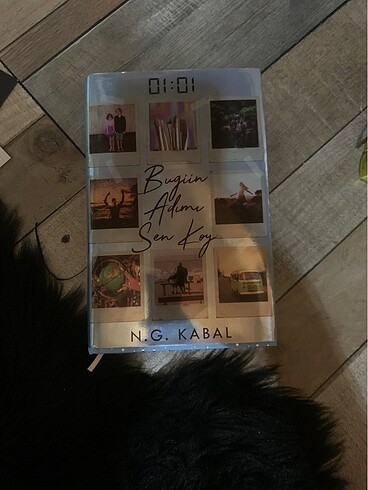 01:01
Bugün
Adımı
Sen Koy
N.G. KABAL